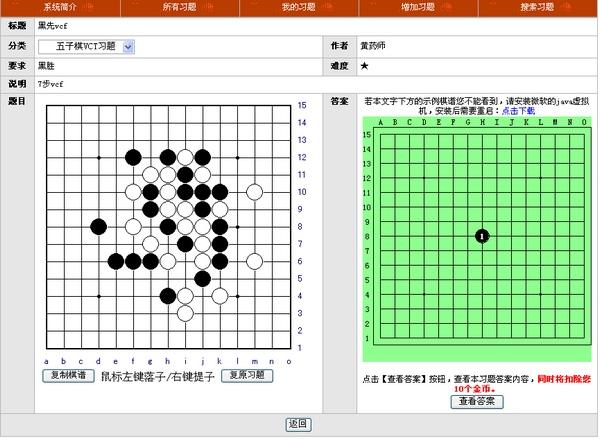 系统简介 所有习题 我的习题 增加习题 搜索习题
标题 黑先vcf
分类 五子棋VCT习题 作者 黄药师
要求 黑胜 难度 ★
说明 7步vcf
题目
15
14
13
12
11
10
9
8
7
6
5
4
3
2
1
a b c d e f g h i j k l m n o
复制棋谱 鼠标左键落子/右键提子 复原习题
答案
若本文字下方的示例棋谱您不能看到，请安装微软的java虚拟
机，安装后需要重启：点击下载
A B C D E F G H I J K L M N O
15
14
13
12
11
10
9
8
7
6
5
4
3
2
1
1
点击【查看答案】按钮，查看本习题答案内容，同时将扣除您
10个金币。
查看答案
返回